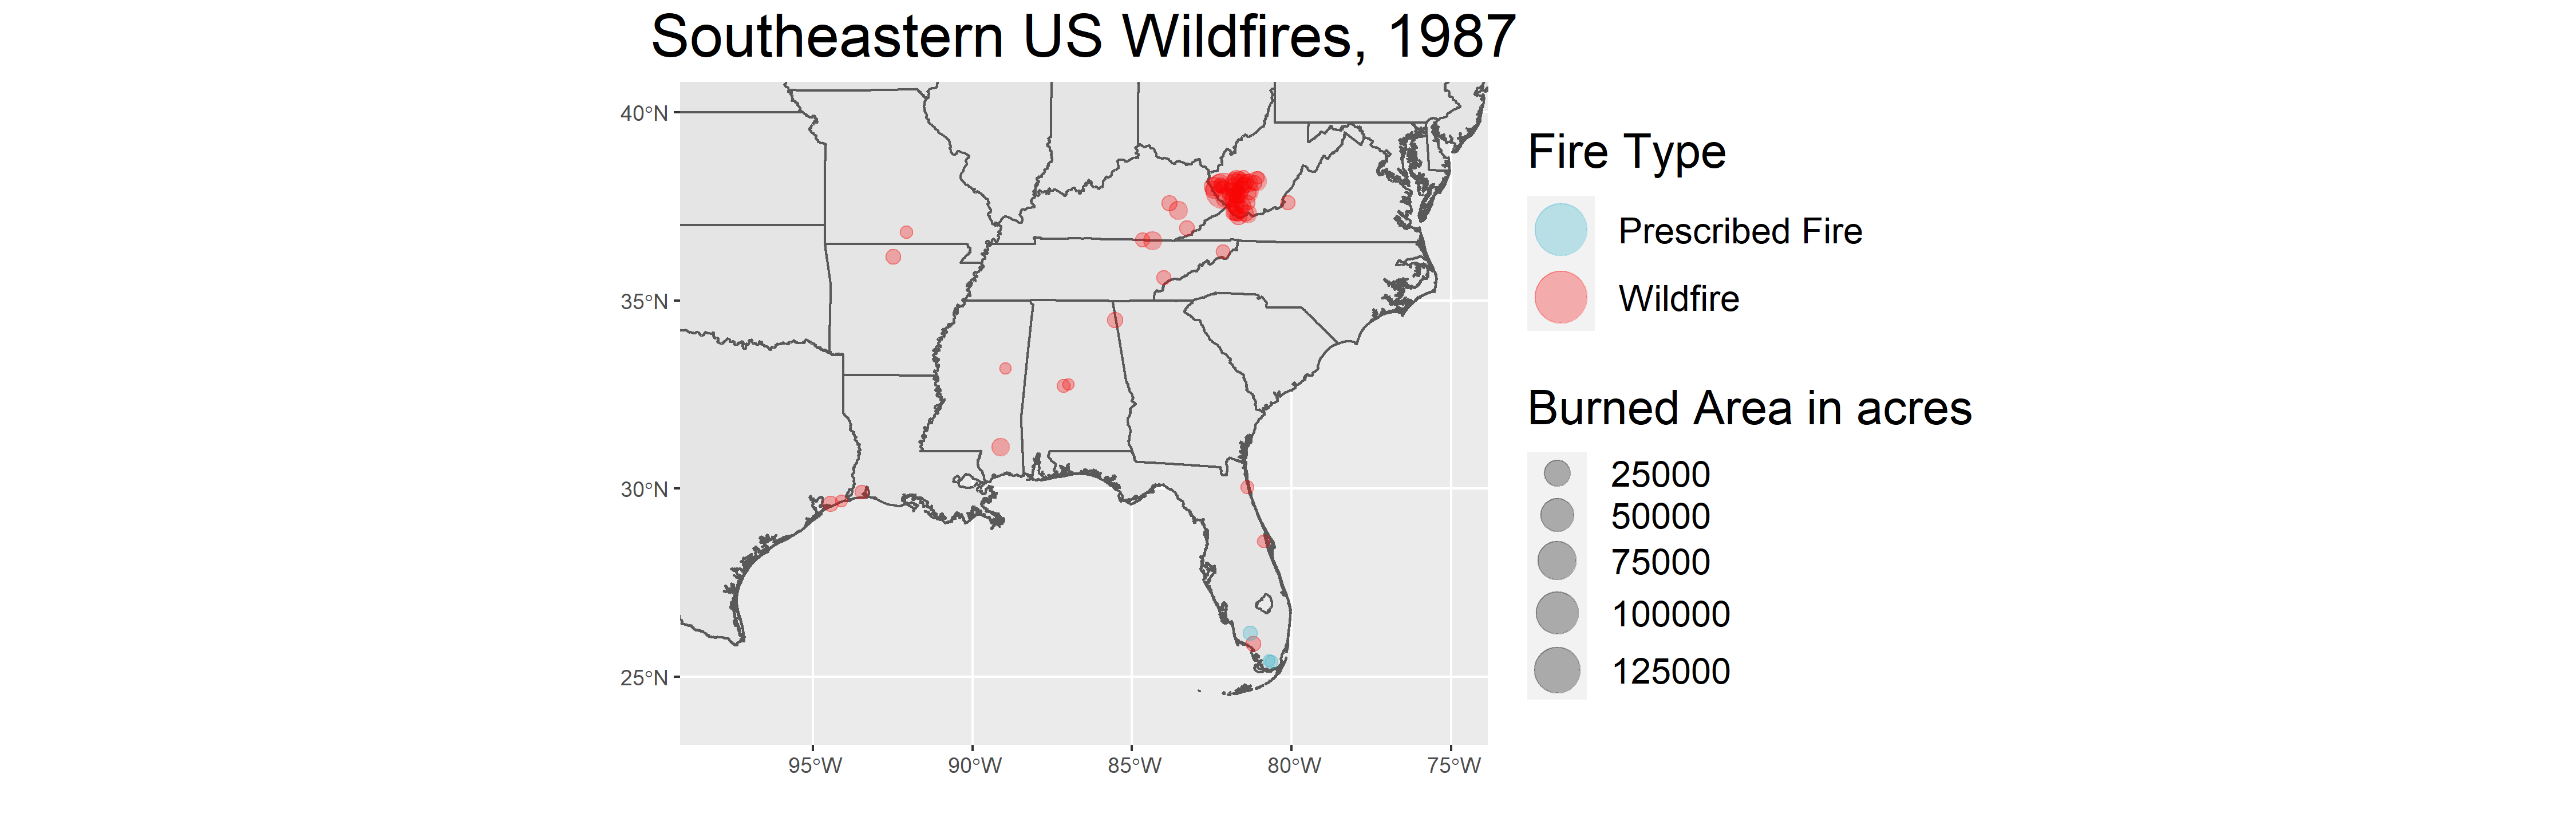 Southeastern US Wildfires, 1987
40°N
35°N
30°N
25°N
95°W
90°W
85°W
80°W
75°W
Fire Type
Prescribed Fire
Wildfire
Burned Area in acres
25000
50000
75000
100000
125000